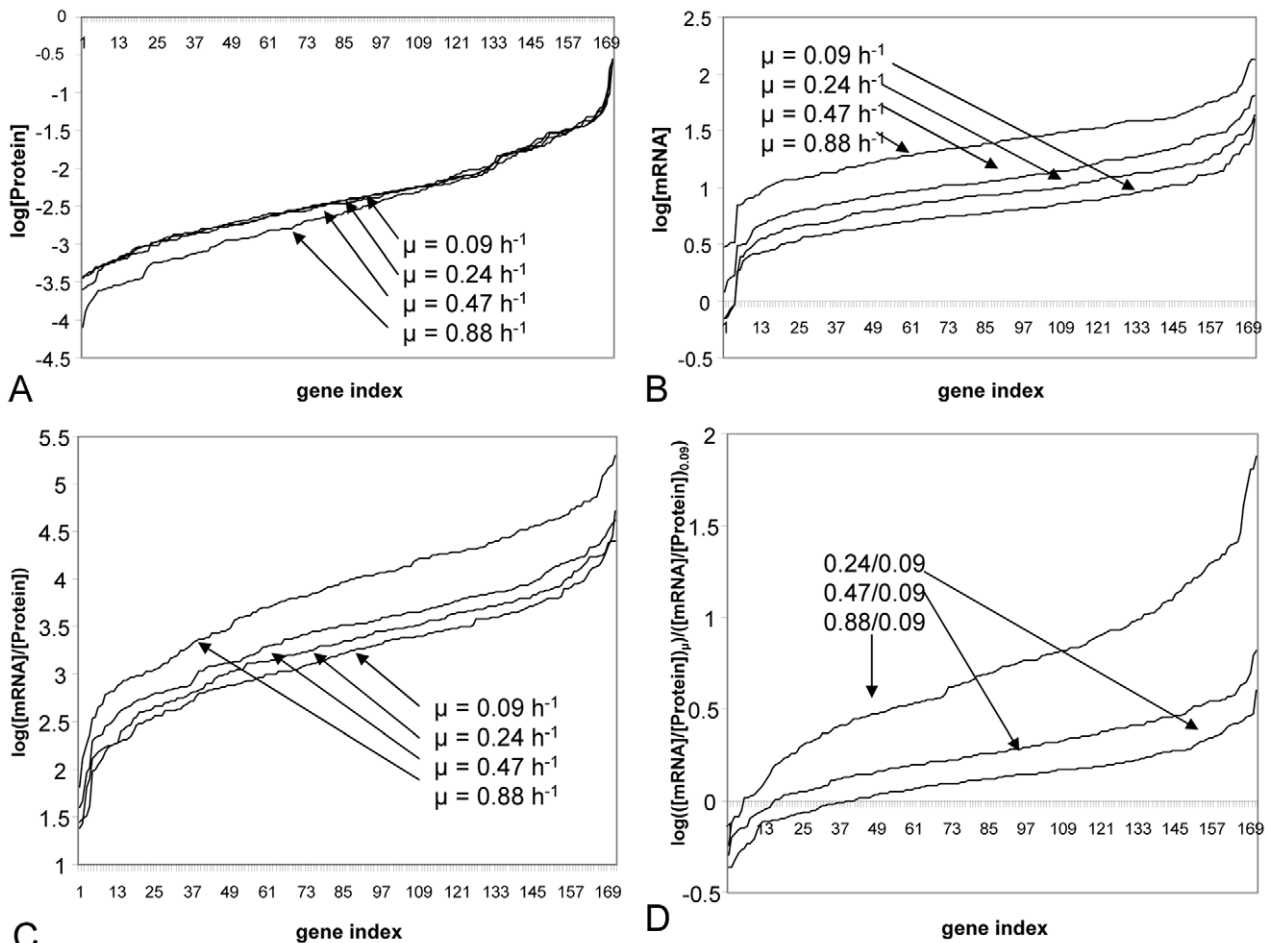 0
1 13 25 37 49 61 73 85 97 109 121 133 145 157 169
-0.5
-1
-1.5
-2
-2.5
-3
-3.5
-4
-4.5
log[Protein]
μ = 0.09 h-1
μ = 0.24 h-1
μ = 0.47 h-1
μ = 0.88 h-1
A
gene index
2.5
2
1.5
1
0.5
0
-0.5
log[mRNA]
μ = 0.09 h-1
μ = 0.24 h-1
μ = 0.47 h-1
μ = 0.88 h-1
1 13 25 37 49 61 73 85 97 109 121 133 145 157 169
B
gene index
5.5
5
4.5
4
3.5
3
2.5
2
1.5
1
log([mRNA]/[Protein])
μ = 0.09 h-1
μ = 0.24 h-1
μ = 0.47 h-1
μ = 0.88 h-1
1 13 25 37 49 61 73 85 97 109 121 133 145 157 169
C
gene index
2
1.5
1
0.5
0
-0.5
log(([mRNA]/[Protein])μ)/([mRNA]/[Protein])0.09)
0.24/0.09
0.47/0.09
0.88/0.09
13 25 37 49 61 73 85 97 109 121 133 145 157 169
D
gene index